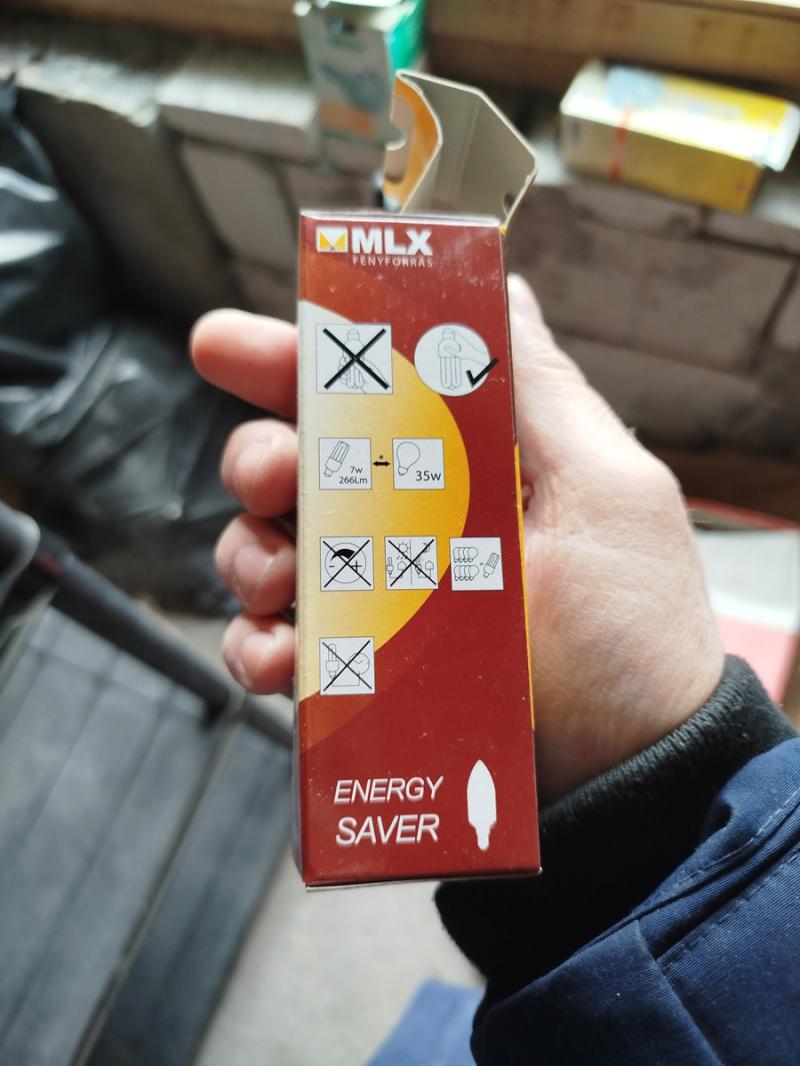 MLX
FÉNYFORRÁS
7w
266Lm
*
35w
- +
ENERGY
SAVER